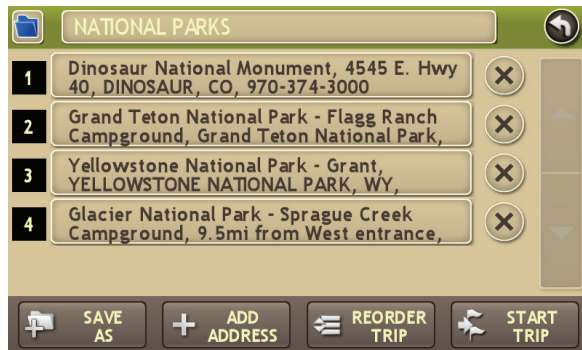 NATIONAL PARKS
1 Dinosaur National Monument, 4545 E. Hwy
40, DINOSAUR, CO, 970-374-3000
2 Grand Teton National Park - Flagg Ranch
Campground, Grand Teton National Park,
3 Yellowstone National Park - Grant,
YELLOWSTONE NATIONAL PARK, WY,
4 Glacier National Park - Sprague Creek
Campground, 9.5mi from West entrance,
SAVE AS
ADD ADDRESS
REORDER TRIP
START TRIP